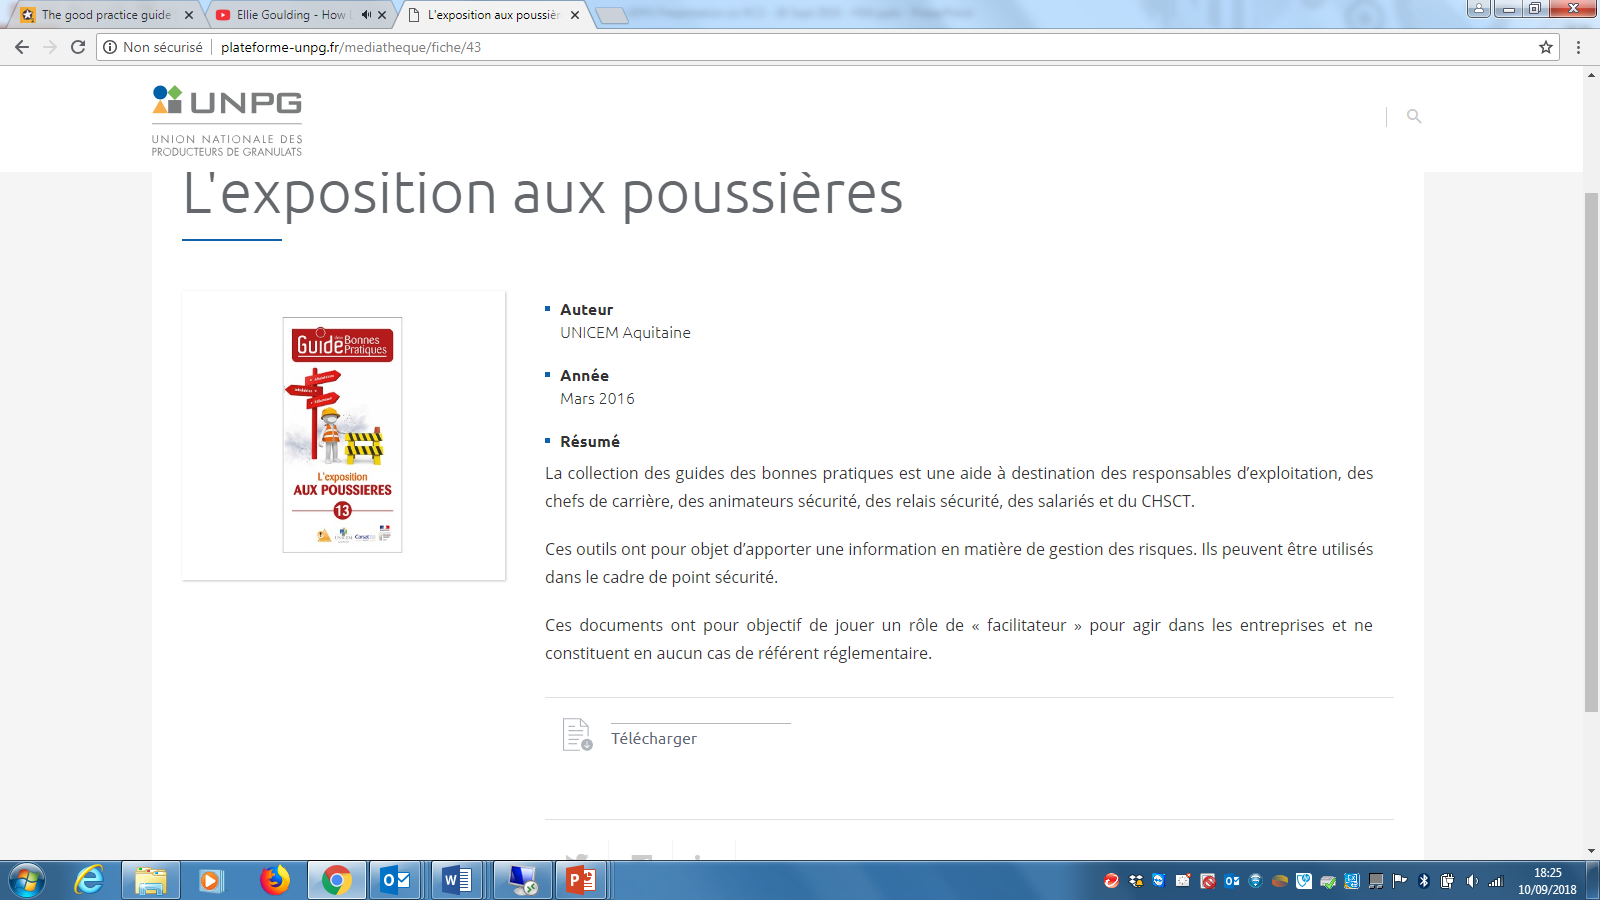 The good practice guide
Ellie Goulding - How
L'exposition aux poussièr
Non sécurisé
plateforme-unpg.fr/mediatheque/fiche/43
UNPG
UNION NATIONALE DES
PRODUCTEURS DE GRANULATS
L'exposition aux poussières
Guide des Bonnes
Pratiques
L'exposition
AUX POUSSIERES
13
Auteur
UNICEM Aquitaine
Année
Mars 2016
Résumé
La collection des guides des bonnes pratiques est une aide à destination des responsables d’exploitation, des
chefs de carrière, des animateurs sécurité, des relais sécurité, des salariés et du CHSCT.
Ces outils ont pour objet d’apporter une information en matière de gestion des risques. Ils peuvent être utilisés
dans le cadre de point sécurité.
Ces documents ont pour objectif de jouer un rôle de « facilitateur » pour agir dans les entreprises et ne
constituent en aucun cas de référent réglementaire.
Télécharger
18:25
10/09/2018